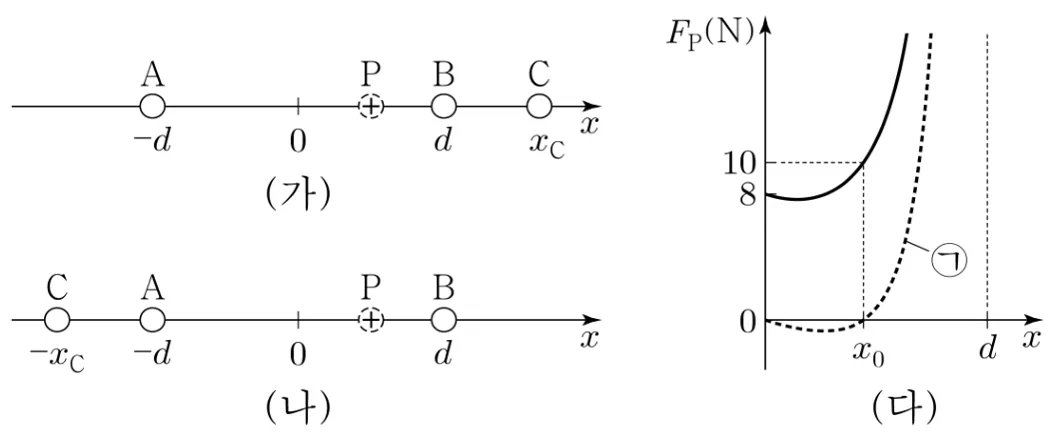 A P B C
−d 0 d x_C x
(가)
C A P B
−x_C −d 0 d x
(나)
F_P(N)
10
8
㉠
0
x_0 d x
(다)